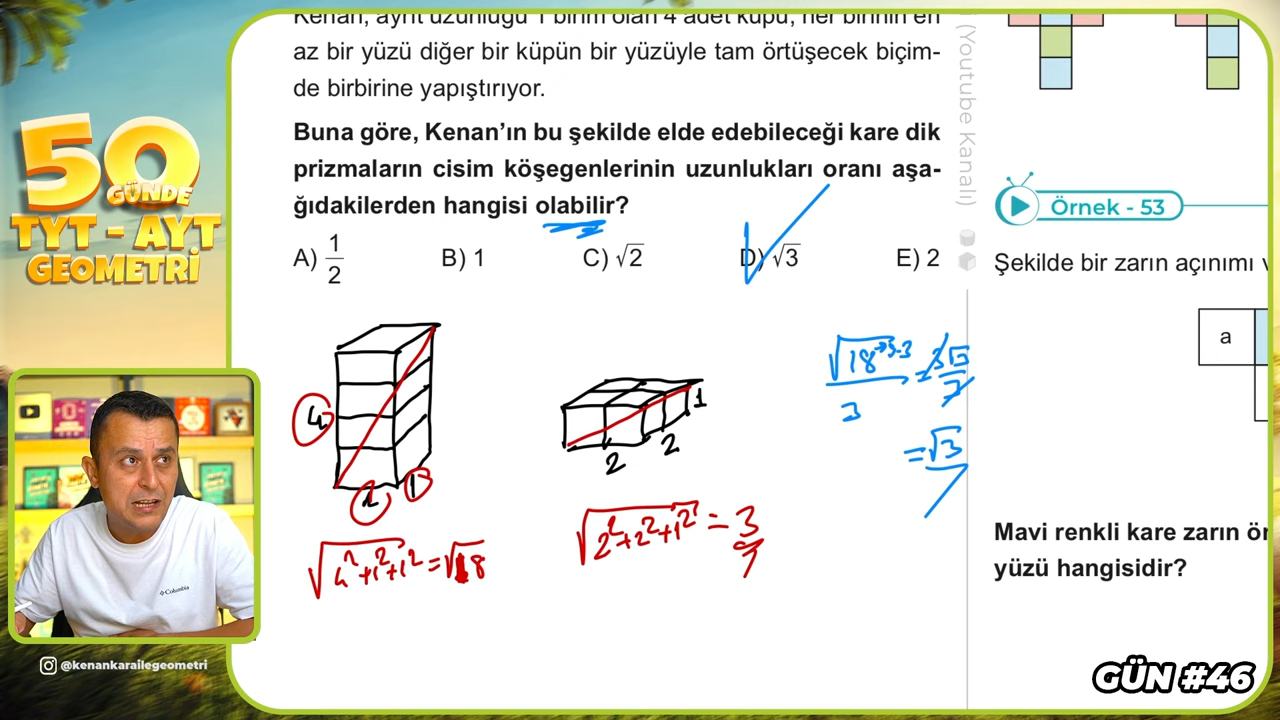 Kenan, ayrıt uzunluğu 1 birim olan 4 adet küpü, her birinin en
az bir yüzü diğer bir küpün bir yüzüyle tam örtüşecek biçim-
de birbirine yapıştırıyor.
Buna göre, Kenan'ın bu şekilde elde edebileceği kare dik
prizmaların cisim köşegenlerinin uzunlukları oranı aşa-
ğıdakilerden hangisi olabilir?
A) 1/2 B) 1 C) √2 D) √3 E) 2
4
1 1
√4²+1²+1² = √18
1
2 2
√2²+2²+1² = 3
√18
3
= √3
(Youtube Kanalı)
Örnek - 53
Şekilde bir zarın açınımı
a
Mavi renkli kare zarın ön
yüzü hangisidir?
50
GÜNDE
TYT - AYT
GEOMETRİ
Columbia
@kenankarailegeometri
GÜN #46